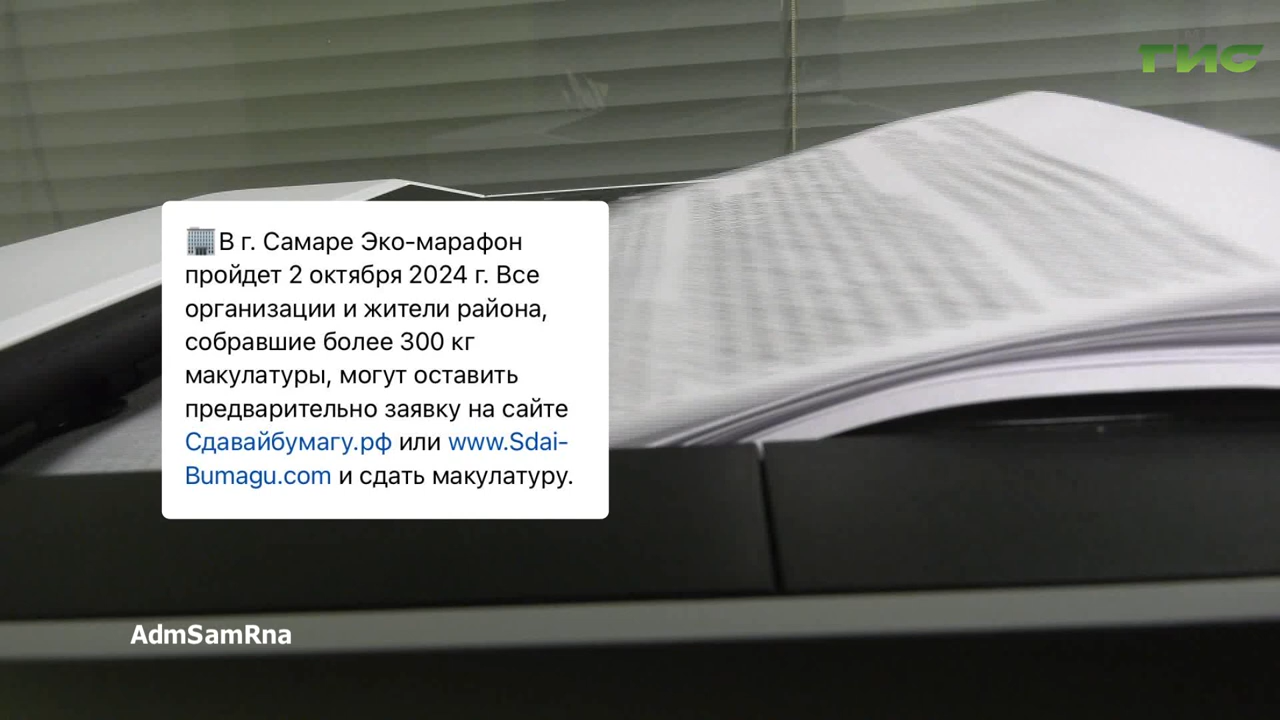 ГИС
🏢В г. Самаре Эко-марафон
пройдет 2 октября 2024 г. Все
организации и жители района,
собравшие более 300 кг
макулатуры, могут оставить
предварительно заявку на сайте
Сдавайбумагу.рф или www.Sdai-
Bumagu.com и сдать макулатуру.
AdmSamRna